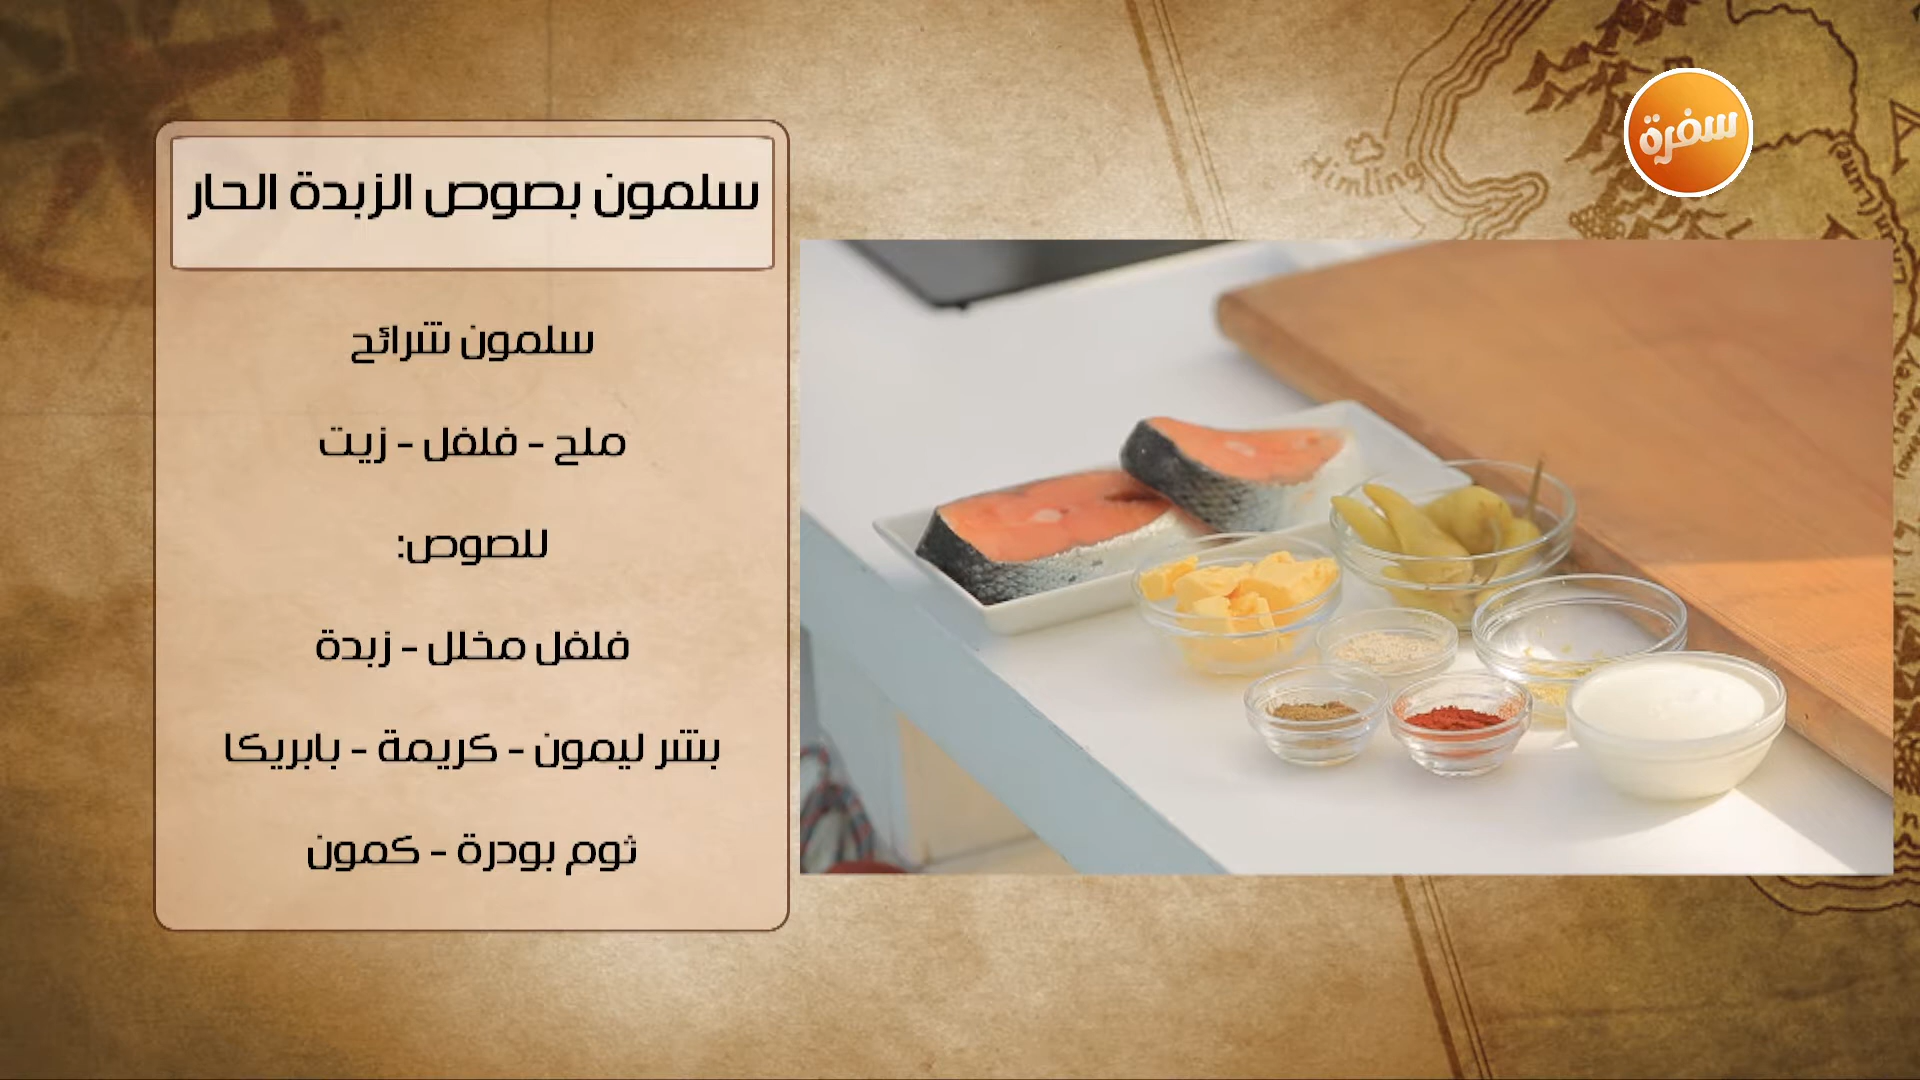 سفرة
سلمون بصوص الزبدة الحار
سلمون شرائح
ملح - فلفل - زيت
للصوص:
فلفل مخلل - زبدة
بشر ليمون - كريمة - بابريكا
ثوم بودرة - كمون
Himling